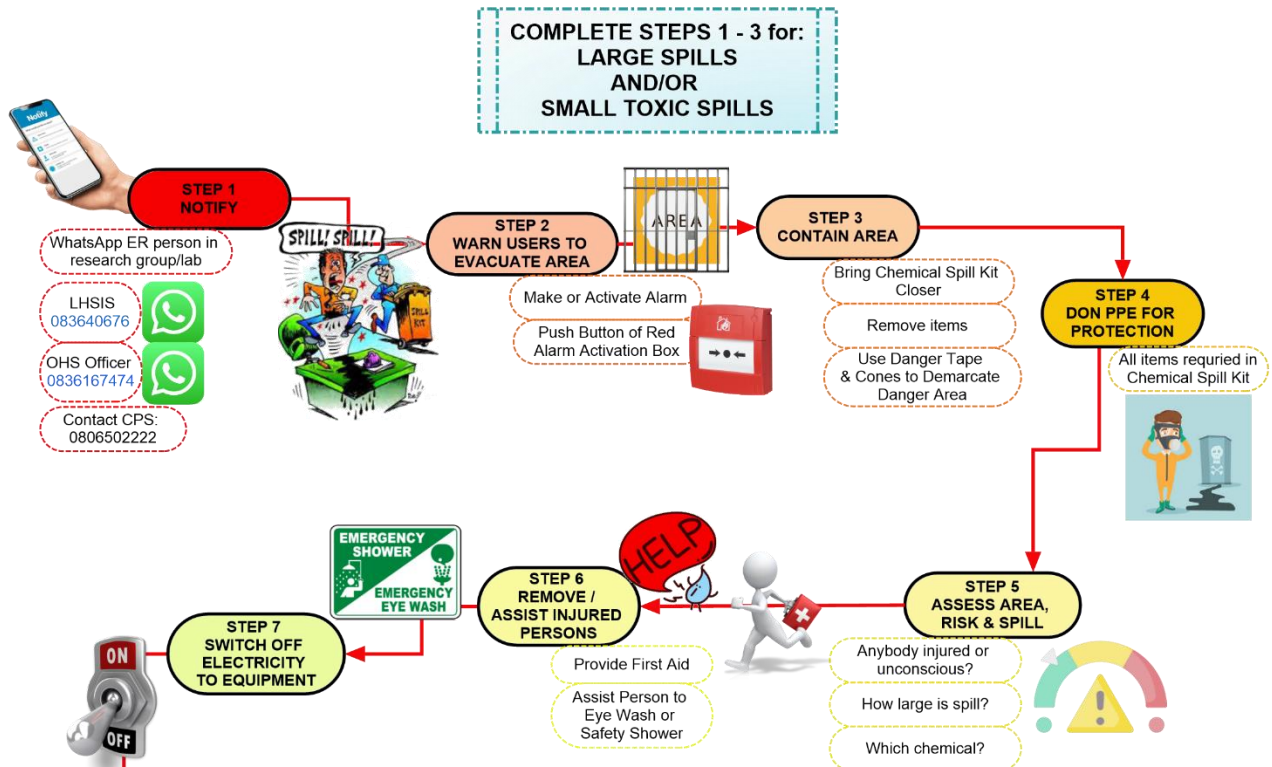 COMPLETE STEPS 1 - 3 for:
LARGE SPILLS
AND/OR
SMALL TOXIC SPILLS
Notify
STEP 1
NOTIFY
WhatsApp ER person in
research group/lab
LHSIS
083640676
OHS Officer
0836167474
Contact CPS:
0806502222
SPILL! SPILL!
SPILL
KIT
STEP 2
WARN USERS TO
EVACUATE AREA
Make or Activate Alarm
Push Button of Red
Alarm Activation Box
AREA
STEP 3
CONTAIN AREA
Bring Chemical Spill Kit
Closer
Remove items
Use Danger Tape
& Cones to Demarcate
Danger Area
STEP 4
DON PPE FOR
PROTECTION
All items requried in
Chemical Spill Kit
STEP 5
ASSESS AREA,
RISK & SPILL
Anybody injured or
unconscious?
How large is spill?
Which chemical?
HELP
STEP 6
REMOVE /
ASSIST INJURED
PERSONS
Provide First Aid
Assist Person to
Eye Wash or
Safety Shower
EMERGENCY
SHOWER
EMERGENCY
EYE WASH
STEP 7
SWITCH OFF
ELECTRICITY
TO EQUIPMENT
ON
OFF